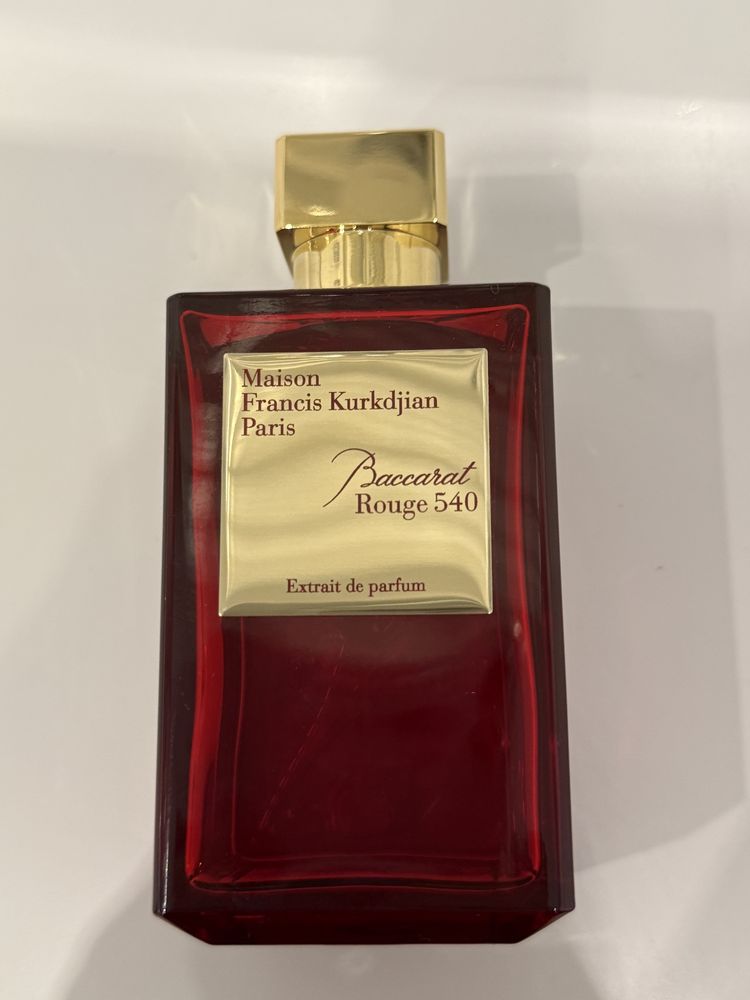 Maison
Francis Kurkdjian
Paris
Baccarat
Rouge 540
Extrait de parfum